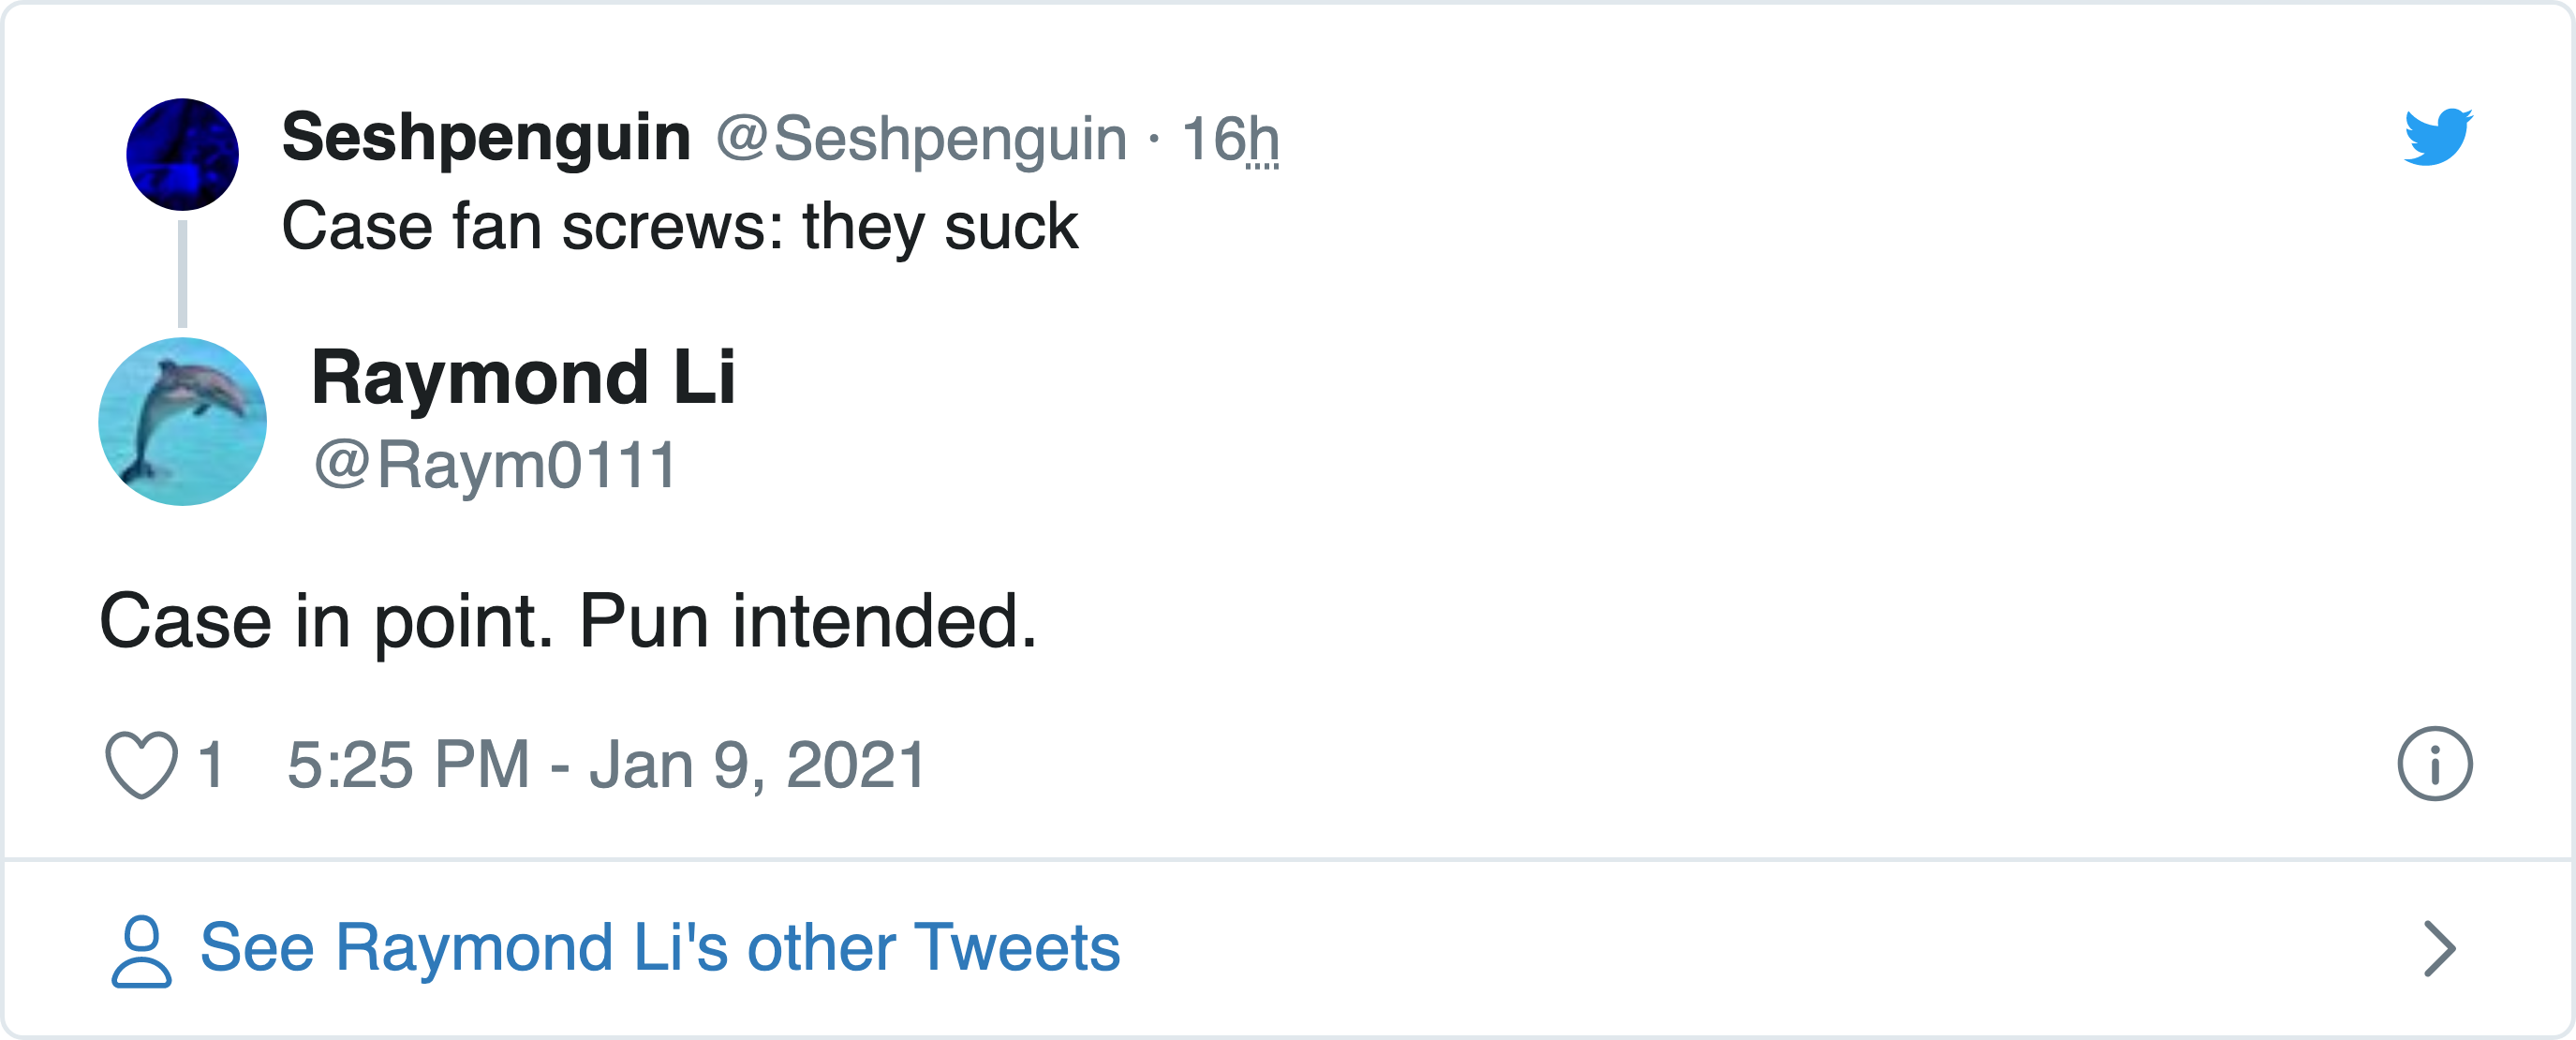 Seshpenguin @Seshpenguin · 16h
Case fan screws: they suck
Raymond Li
@Raym0111
Case in point. Pun intended.
1 5:25 PM - Jan 9, 2021
See Raymond Li's other Tweets